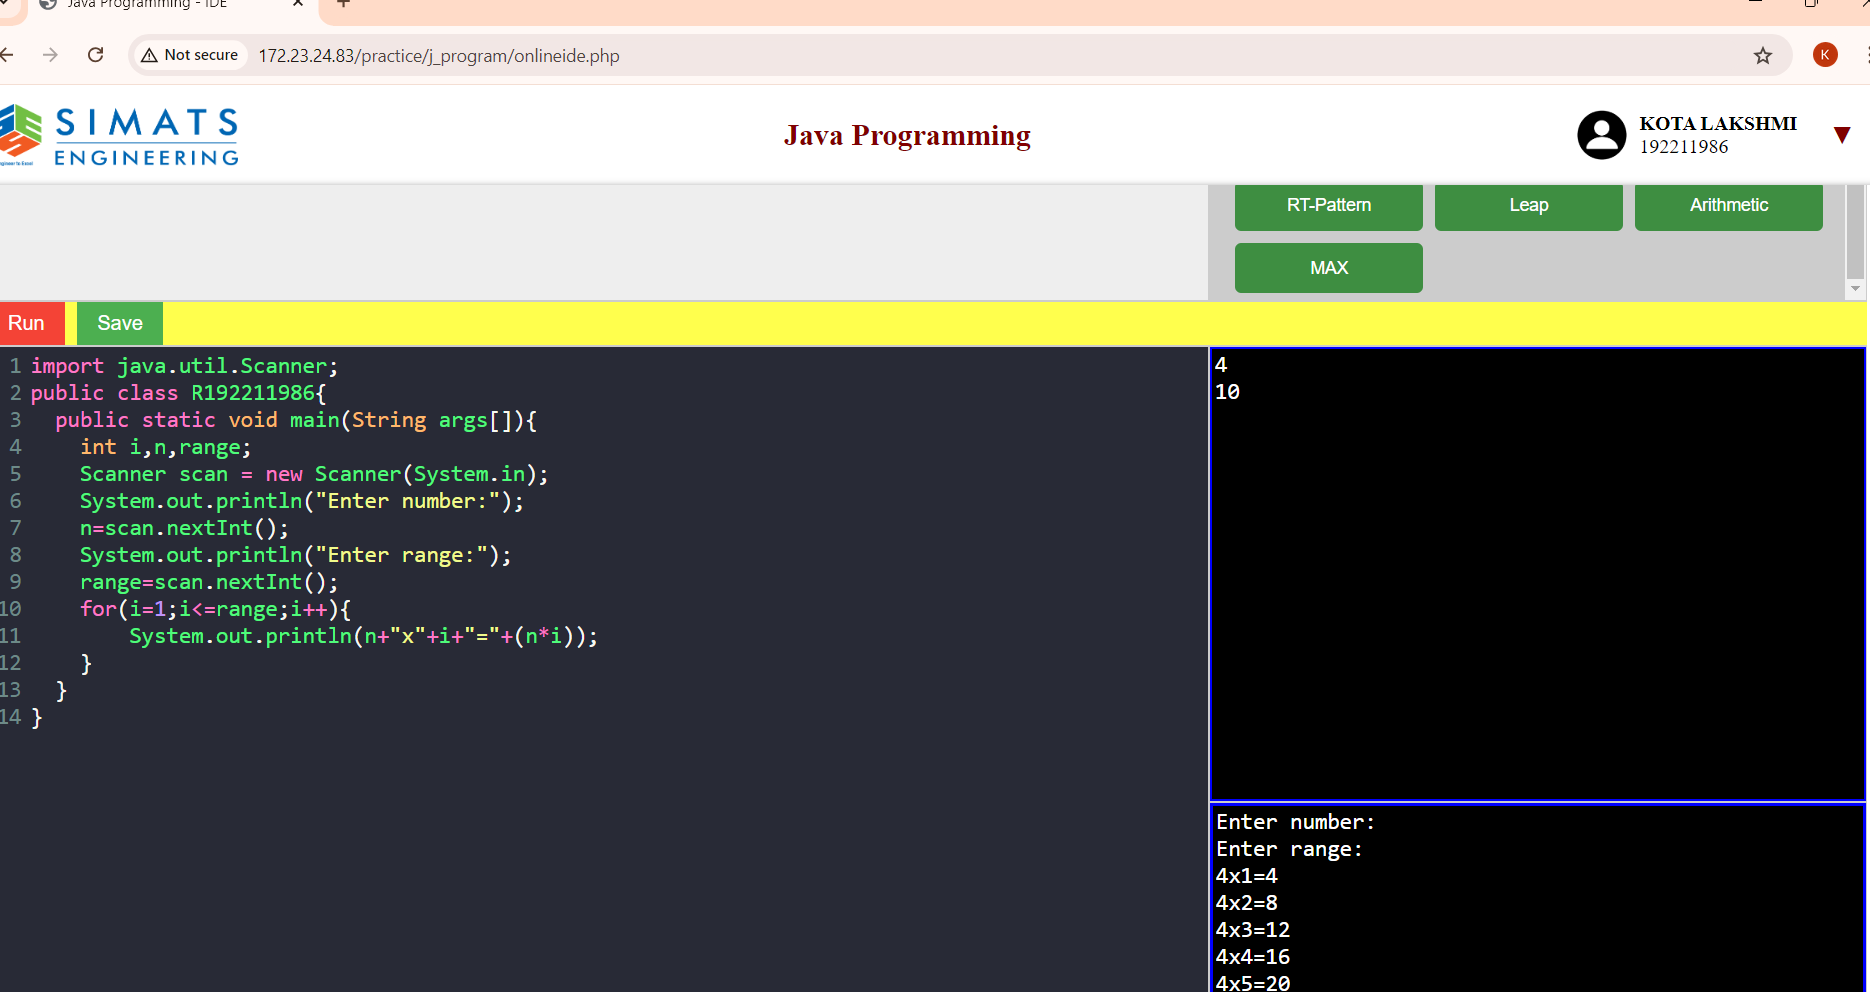 Java Programming - IDE
Not secure
172.23.24.83/practice/j_program/onlineide.php
K
SIMATS
ENGINEERING
Java Programming
KOTA LAKSHMI
192211986
RT-Pattern
Leap
Arithmetic
MAX
Run
Save
1 import java.util.Scanner;
2 public class R192211986{
3 public static void main(String args[]){
4 int i,n,range;
5 Scanner scan = new Scanner(System.in);
6 System.out.println("Enter number:");
7 n=scan.nextInt();
8 System.out.println("Enter range:");
9 range=scan.nextInt();
10 for(i=1;i<=range;i++){
11 System.out.println(n+"x"+i+"="+(n*i));
12 }
13 }
14 }
4
10
Enter number:
Enter range:
4x1=4
4x2=8
4x3=12
4x4=16
4x5=20